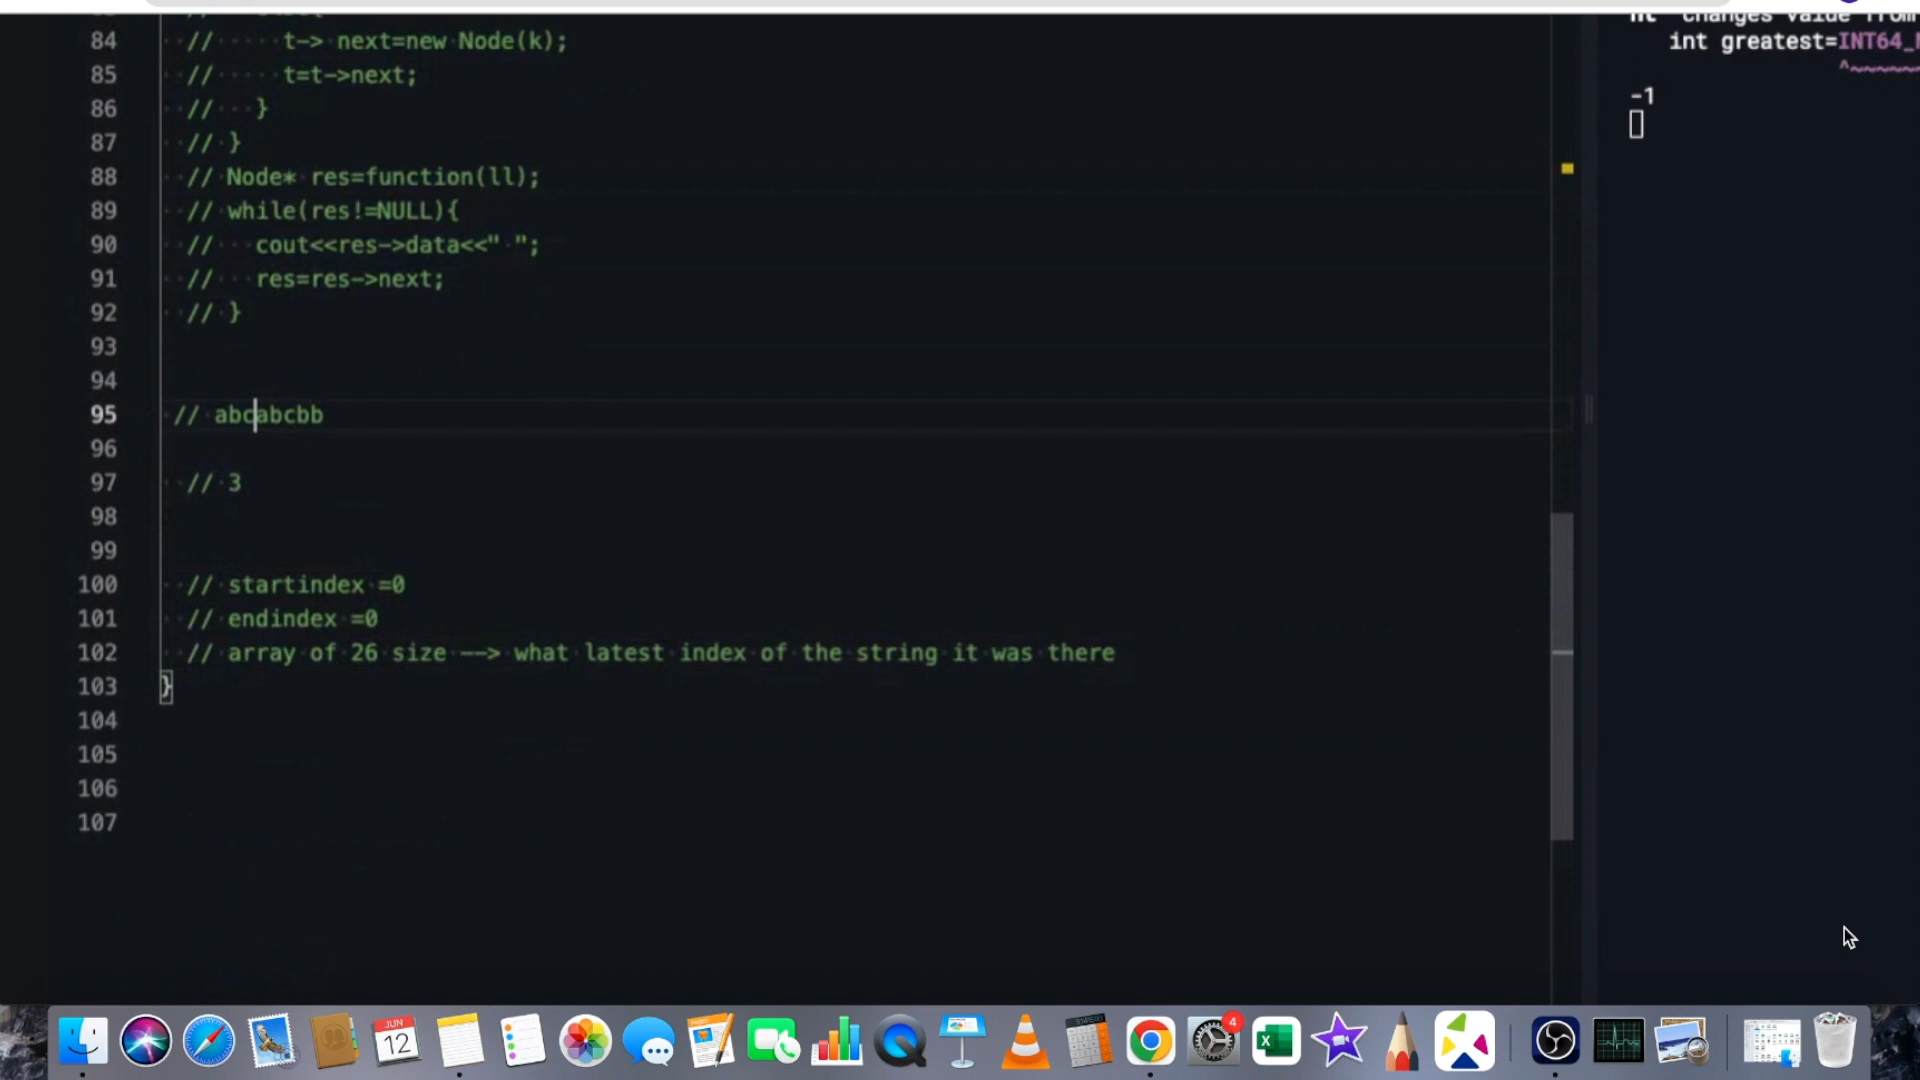 84 // t-> next=new Node(k);
85 // t=t->next;
86 // }
87 // }
88 // Node* res=function(ll);
89 // while(res!=NULL){
90 // cout<<res->data<<" ";
91 // res=res->next;
92 // }
93
94
95 // abcabcbb
96
97 // 3
98
99
100 // startindex =0
101 // endindex =0
102 // array of 26 size --> what latest index of the string it was there
103 }
104
105
106
107
changes value from
int greatest=INT64_
^~~~~~~
-1
JUN
12
4
X